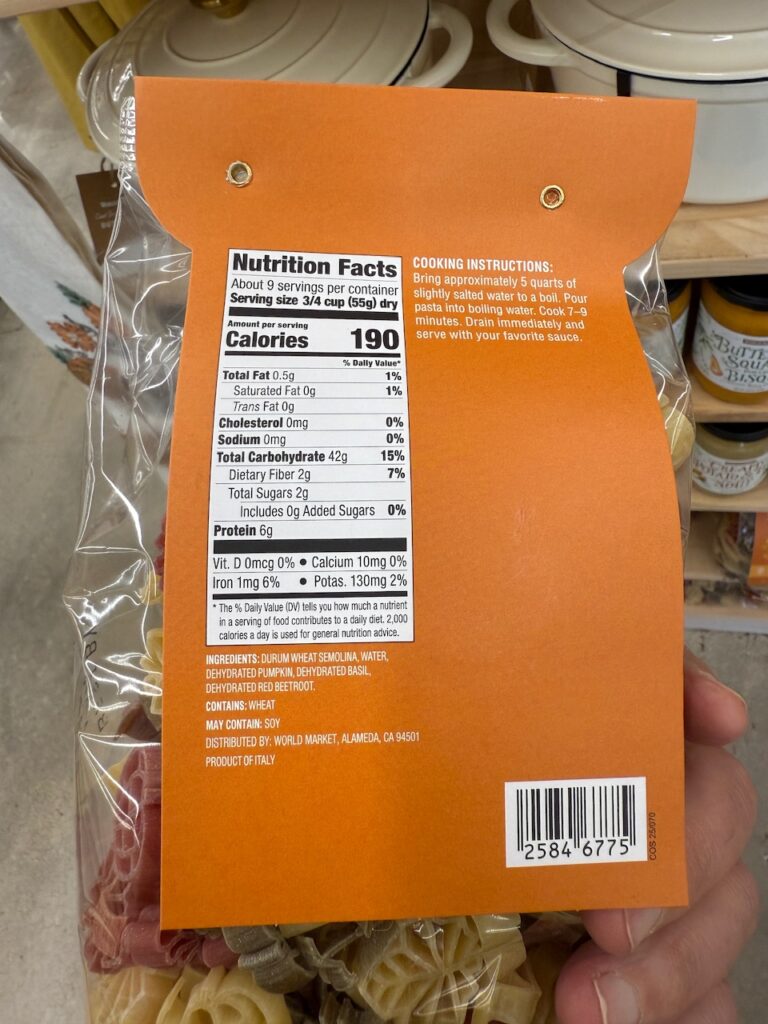 Nutrition Facts
About 9 servings per container
Serving size 3/4 cup (55g) dry
Amount per serving
Calories 190
% Daily Value*
Total Fat 0.5g 1%
Saturated Fat 0g 1%
Trans Fat 0g
Cholesterol 0mg 0%
Sodium 0mg 0%
Total Carbohydrate 42g 15%
Dietary Fiber 2g 7%
Total Sugars 2g
Includes 0g Added Sugars 0%
Protein 6g
Vit. D 0mcg 0% • Calcium 10mg 0%
Iron 1mg 6% • Potas. 130mg 2%
* The % Daily Value (DV) tells you how much a nutrient
in a serving of food contributes to a daily diet. 2,000
calories a day is used for general nutrition advice.
COOKING INSTRUCTIONS:
Bring approximately 5 quarts of
slightly salted water to a boil. Pour
pasta into boiling water. Cook 7–9
minutes. Drain immediately and
serve with your favorite sauce.
INGREDIENTS: DURUM WHEAT SEMOLINA, WATER,
DEHYDRATED PUMPKIN, DEHYDRATED BASIL,
DEHYDRATED RED BEETROOT.
CONTAINS: WHEAT
MAY CONTAIN: SOY
DISTRIBUTED BY: WORLD MARKET, ALAMEDA, CA 94501
PRODUCT OF ITALY
2584 6775
COS 25/070